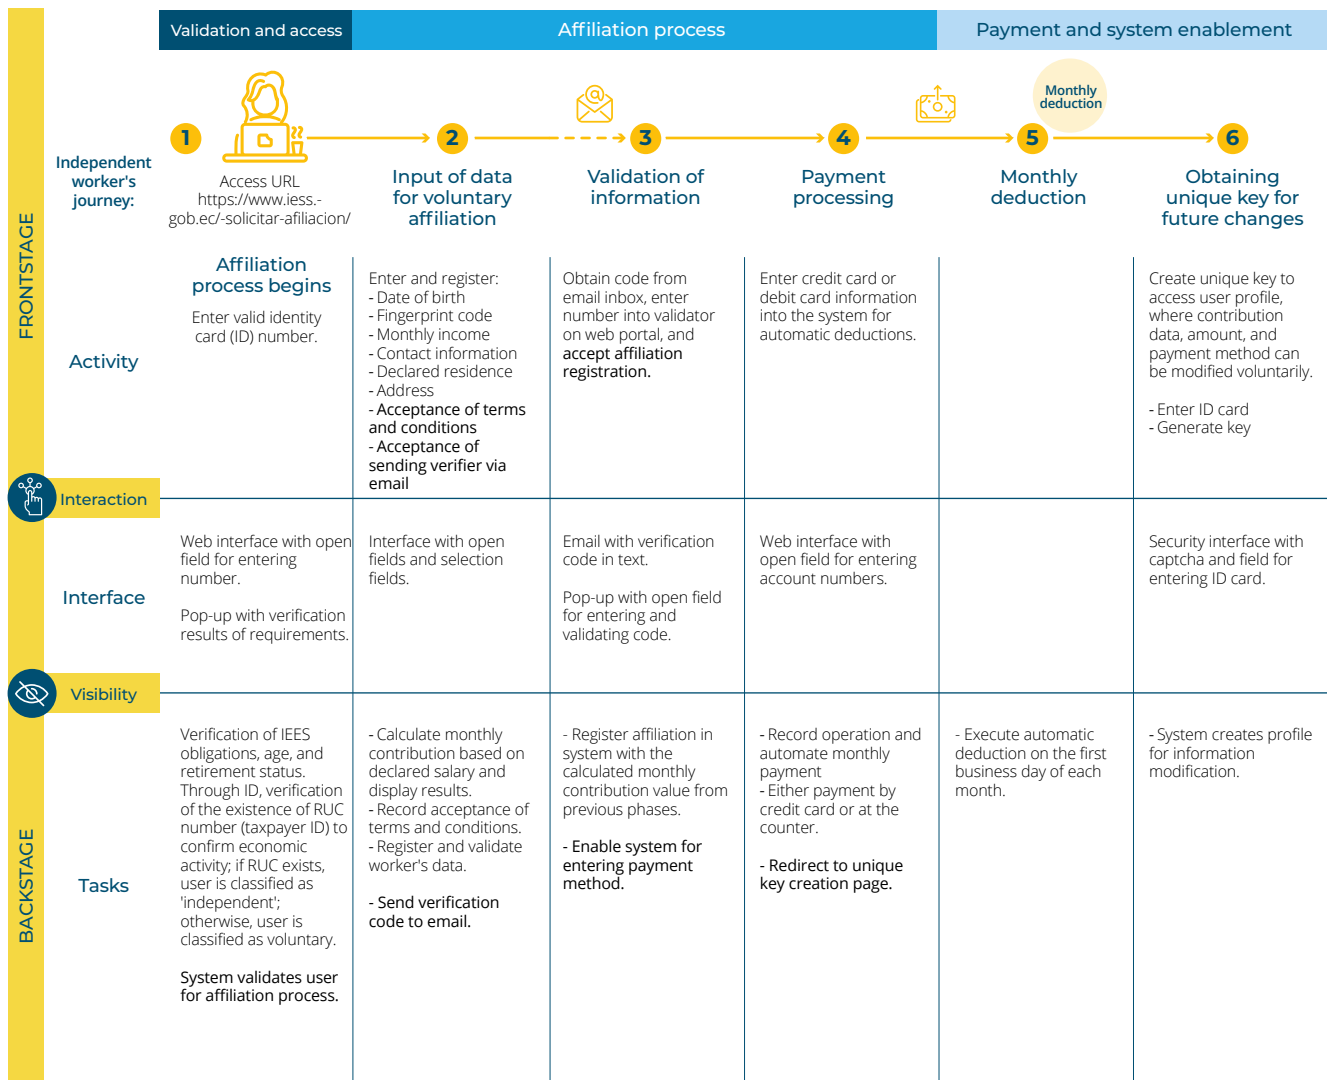 Validation and access
Affiliation process
Payment and system enablement
Monthly
deduction
1
2
3
4
5
6
Independent
worker's
journey:
Access URL
https://www.iess.-
gob.ec/-solicitar-afiliacion/
Input of data
for voluntary
affiliation
Validation of
information
Payment
processing
Monthly
deduction
Obtaining
unique key for
future changes
FRONTSTAGE
Activity
Affiliation
process begins
Enter valid identity
card (ID) number.
Enter and register:
- Date of birth
- Fingerprint code
- Monthly income
- Contact information
- Declared residence
- Address
- Acceptance of terms
and conditions
- Acceptance of
sending verifier via
email
Obtain code from
email inbox, enter
number into validator
on web portal, and
accept affiliation
registration.
Enter credit card or
debit card information
into the system for
automatic deductions.
Create unique key to
access user profile,
where contribution
data, amount, and
payment method can
be modified voluntarily.
- Enter ID card
- Generate key
Interaction
Interface
Web interface with open
field for entering
number.
Pop-up with verification
results of requirements.
Interface with open
fields and selection
fields.
Email with verification
code in text.
Pop-up with open field
for entering and
validating code.
Web interface with
open field for entering
account numbers.
Security interface with
captcha and field for
entering ID card.
Visibility
BACKSTAGE
Tasks
Verification of IEES
obligations, age, and
retirement status.
Through ID, verification
of the existence of RUC
number (taxpayer ID) to
confirm economic
activity; if RUC exists,
user is classified as
'independent';
otherwise, user is
classified as voluntary.
System validates user
for affiliation process.
- Calculate monthly
contribution based on
declared salary and
display results.
- Record acceptance of
terms and conditions.
- Register and validate
worker's data.
- Send verification
code to email.
- Register affiliation in
system with the
calculated monthly
contribution value from
previous phases.
- Enable system for
entering payment
method.
- Record operation and
automate monthly
payment
- Either payment by
credit card or at the
counter.
- Redirect to unique
key creation page.
- Execute automatic
deduction on the first
business day of each
month.
- System creates profile
for information
modification.